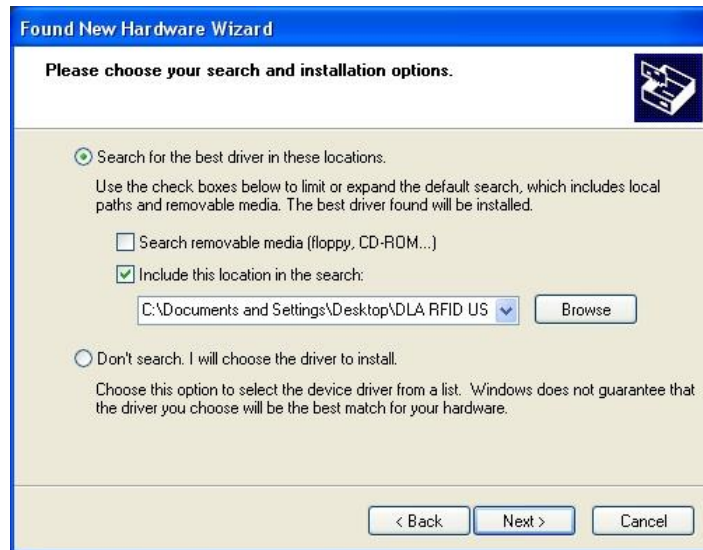 Found New Hardware Wizard
Please choose your search and installation options.
Search for the best driver in these locations.
Use the check boxes below to limit or expand the default search, which includes local
paths and removable media. The best driver found will be installed.
Search removable media (floppy, CD-ROM...)
Include this location in the search:
C:\Documents and Settings\Desktop\DLA RFID US
Browse
Don't search. I will choose the driver to install.
Choose this option to select the device driver from a list. Windows does not guarantee that
the driver you choose will be the best match for your hardware.
< Back Next > Cancel